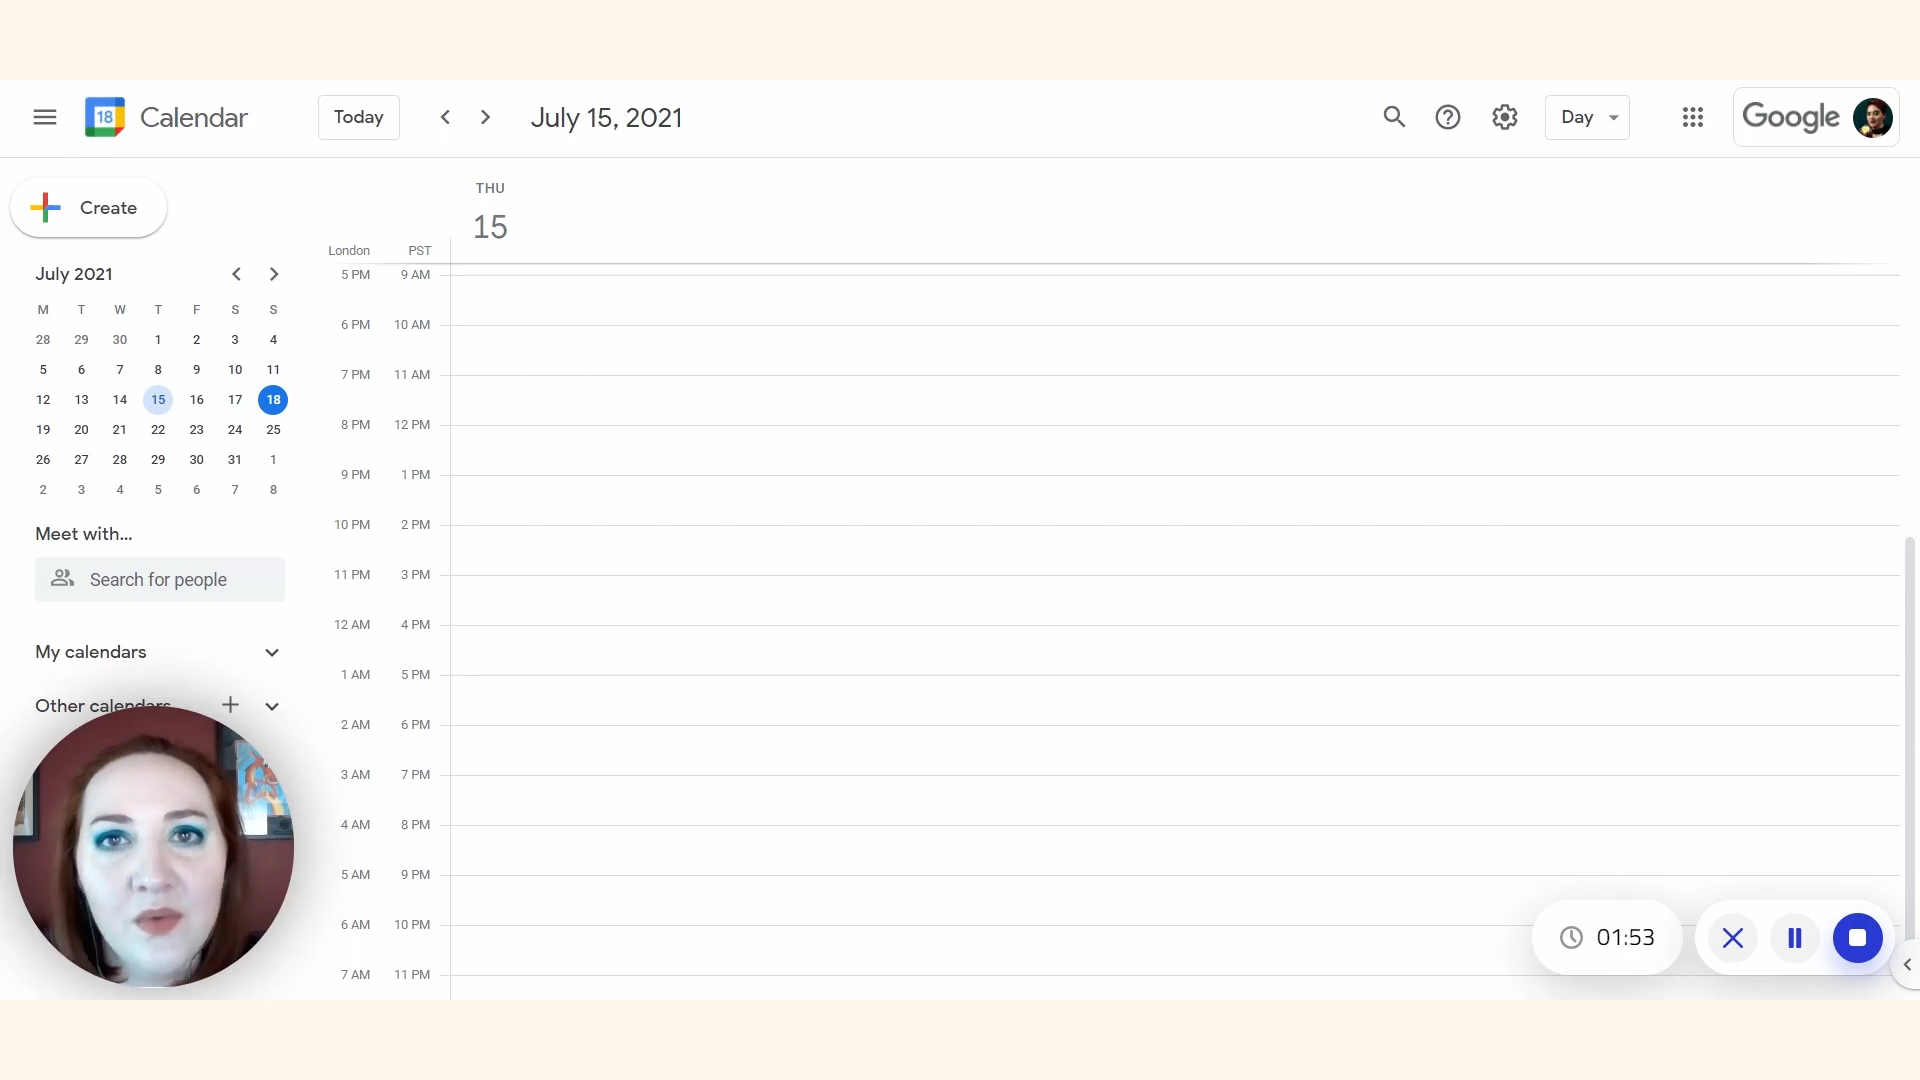 18 Calendar Today July 15, 2021 Day Google
Create
THU
15
London PST
July 2021
M T W T F S S
28 29 30 1 2 3 4
5 6 7 8 9 10 11
12 13 14 15 16 17 18
19 20 21 22 23 24 25
26 27 28 29 30 31 1
2 3 4 5 6 7 8
Meet with...
Search for people
My calendars
Other calendars
5 PM 9 AM
6 PM 10 AM
7 PM 11 AM
8 PM 12 PM
9 PM 1 PM
10 PM 2 PM
11 PM 3 PM
12 AM 4 PM
1 AM 5 PM
2 AM 6 PM
3 AM 7 PM
4 AM 8 PM
5 AM 9 PM
6 AM 10 PM
7 AM 11 PM
01:53